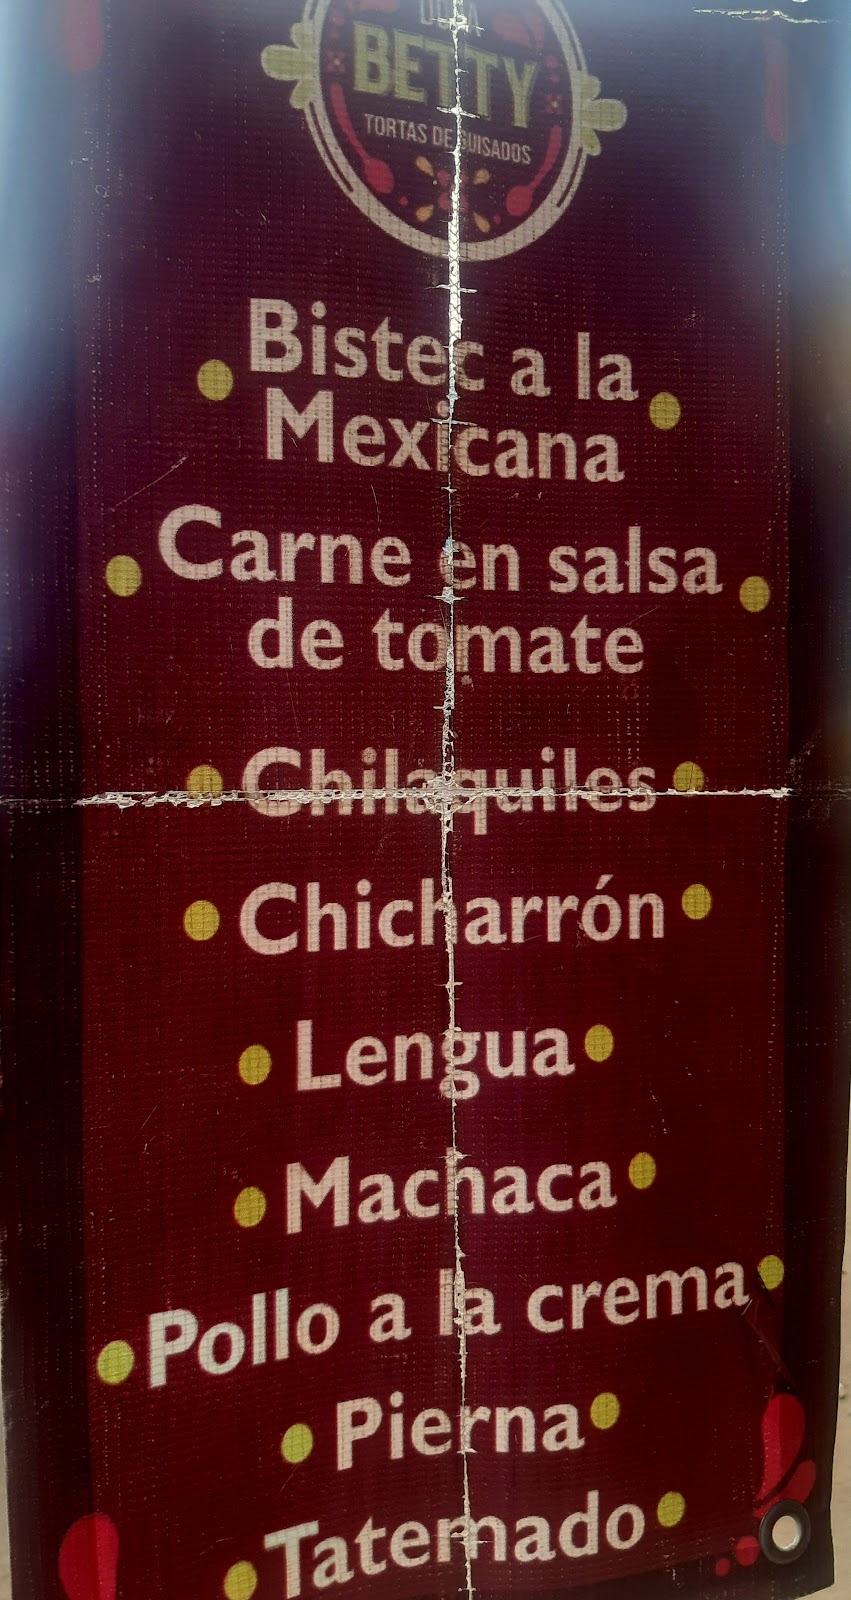 BETTY
TORTAS DE GUISADOS
Bistec a la
Mexicana
Carne en salsa
de tomate
Chilaquiles
Chicharrón
Lengua
Machaca
Pollo a la crema
Pierna
Tatemado